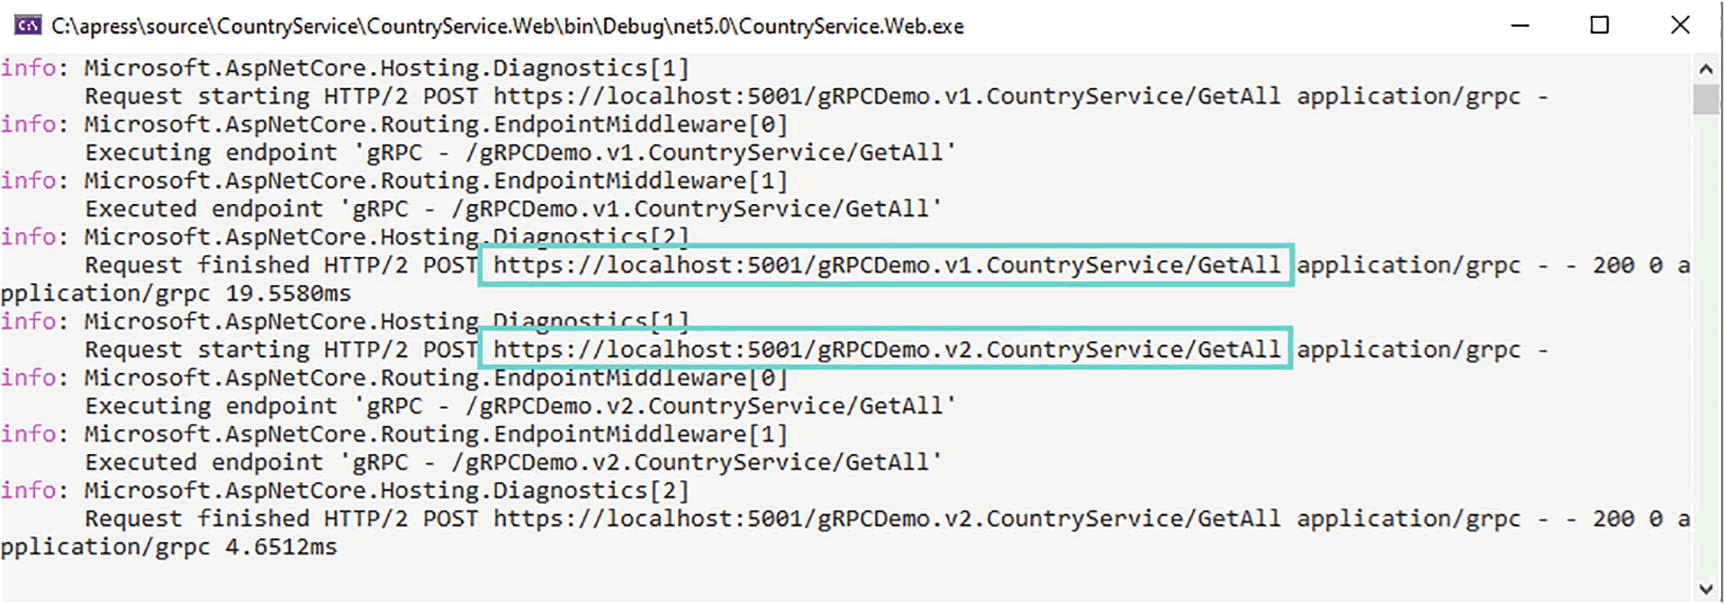 C:\apress\source\CountryService\CountryService.Web\bin\Debug\net5.0\CountryService.Web.exe
info: Microsoft.AspNetCore.Hosting.Diagnostics[1]
      Request starting HTTP/2 POST https://localhost:5001/gRPCDemo.v1.CountryService/GetAll application/grpc -
info: Microsoft.AspNetCore.Routing.EndpointMiddleware[0]
      Executing endpoint 'gRPC - /gRPCDemo.v1.CountryService/GetAll'
info: Microsoft.AspNetCore.Routing.EndpointMiddleware[1]
      Executed endpoint 'gRPC - /gRPCDemo.v1.CountryService/GetAll'
info: Microsoft.AspNetCore.Hosting.Diagnostics[2]
      Request finished HTTP/2 POST https://localhost:5001/gRPCDemo.v1.CountryService/GetAll application/grpc - - 200 0 a
pplication/grpc 19.5580ms
info: Microsoft.AspNetCore.Hosting.Diagnostics[1]
      Request starting HTTP/2 POST https://localhost:5001/gRPCDemo.v2.CountryService/GetAll application/grpc -
info: Microsoft.AspNetCore.Routing.EndpointMiddleware[0]
      Executing endpoint 'gRPC - /gRPCDemo.v2.CountryService/GetAll'
info: Microsoft.AspNetCore.Routing.EndpointMiddleware[1]
      Executed endpoint 'gRPC - /gRPCDemo.v2.CountryService/GetAll'
info: Microsoft.AspNetCore.Hosting.Diagnostics[2]
      Request finished HTTP/2 POST https://localhost:5001/gRPCDemo.v2.CountryService/GetAll application/grpc - - 200 0 a
pplication/grpc 4.6512ms